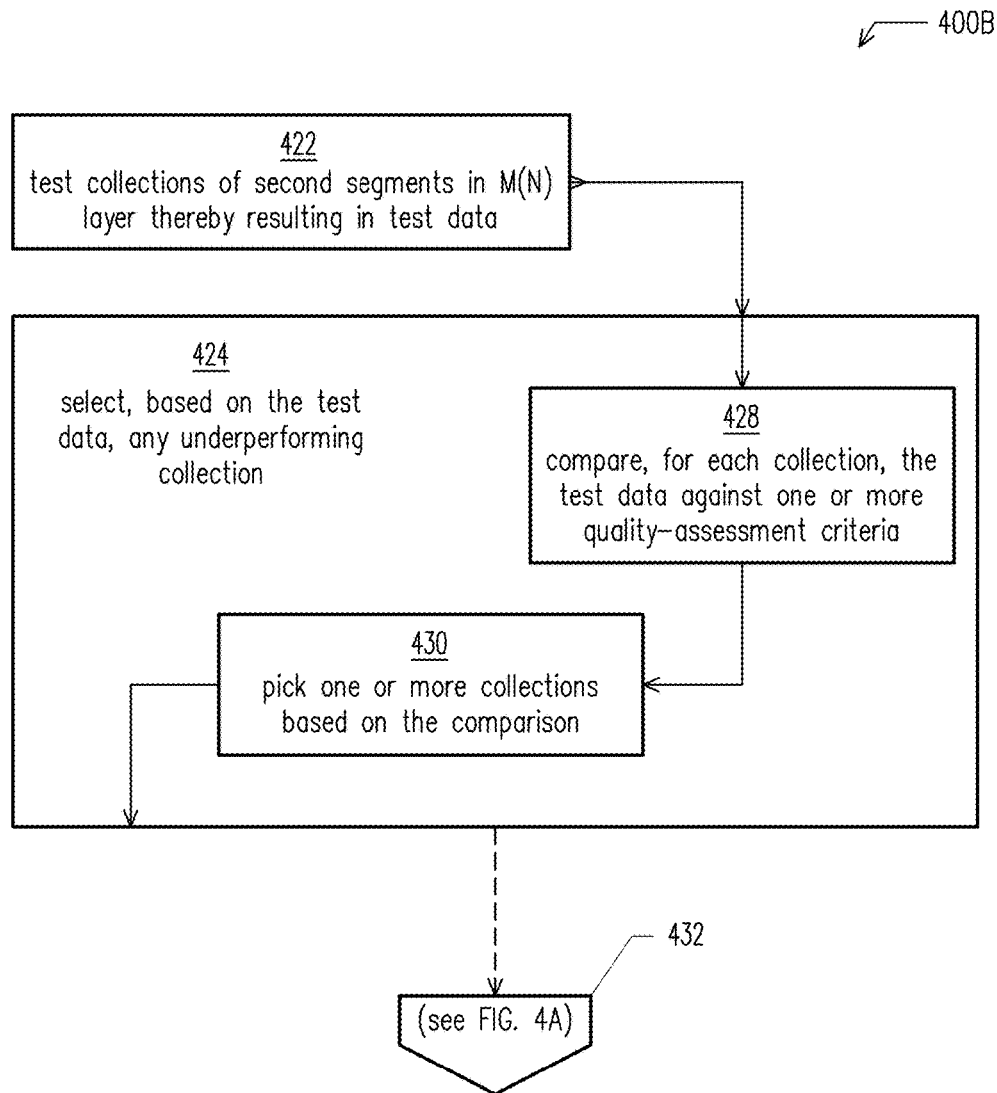 400B
422
test collections of second segments in M(N)
layer thereby resulting in test data
424
select, based on the test
data, any underperforming
collection
428
compare, for each collection, the
test data against one or more
quality-assessment criteria
430
pick one or more collections
based on the comparison
432
(see FIG. 4A)